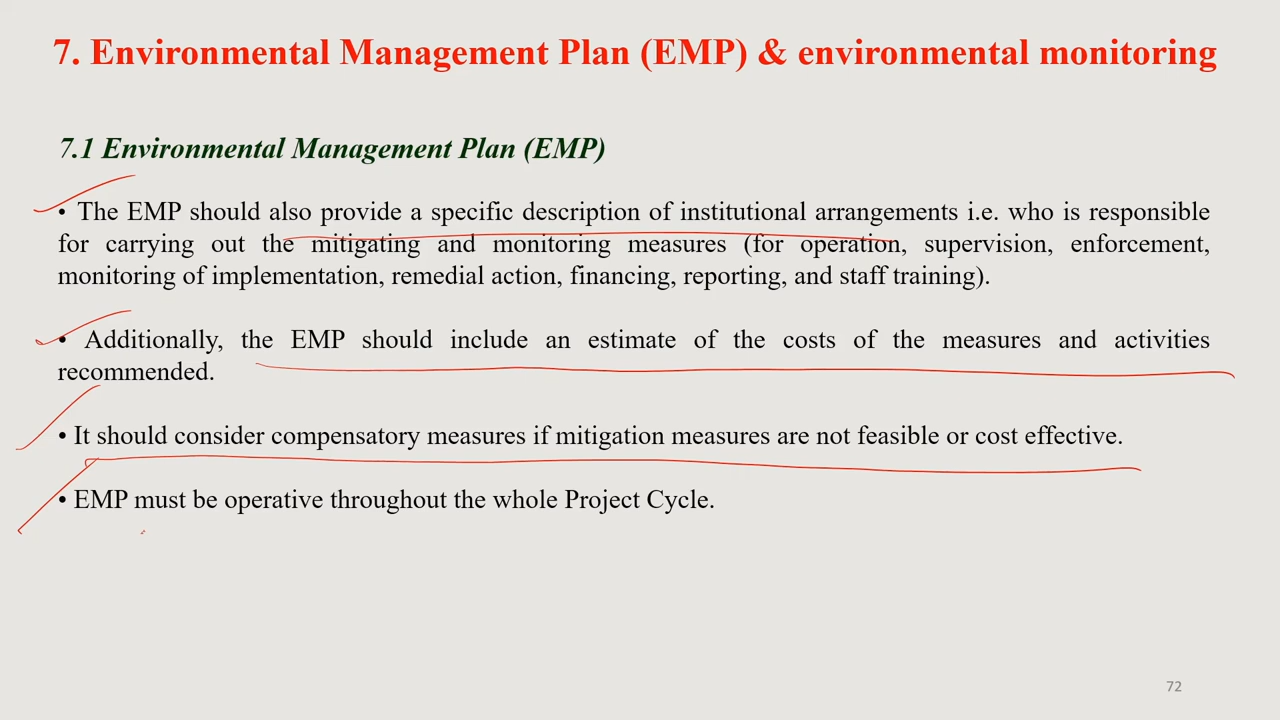 7. Environmental Management Plan (EMP) & environmental monitoring
7.1 Environmental Management Plan (EMP)
• The EMP should also provide a specific description of institutional arrangements i.e. who is responsible
for carrying out the mitigating and monitoring measures (for operation, supervision, enforcement,
monitoring of implementation, remedial action, financing, reporting, and staff training).
• Additionally, the EMP should include an estimate of the costs of the measures and activities
recommended.
• It should consider compensatory measures if mitigation measures are not feasible or cost effective.
• EMP must be operative throughout the whole Project Cycle.
72